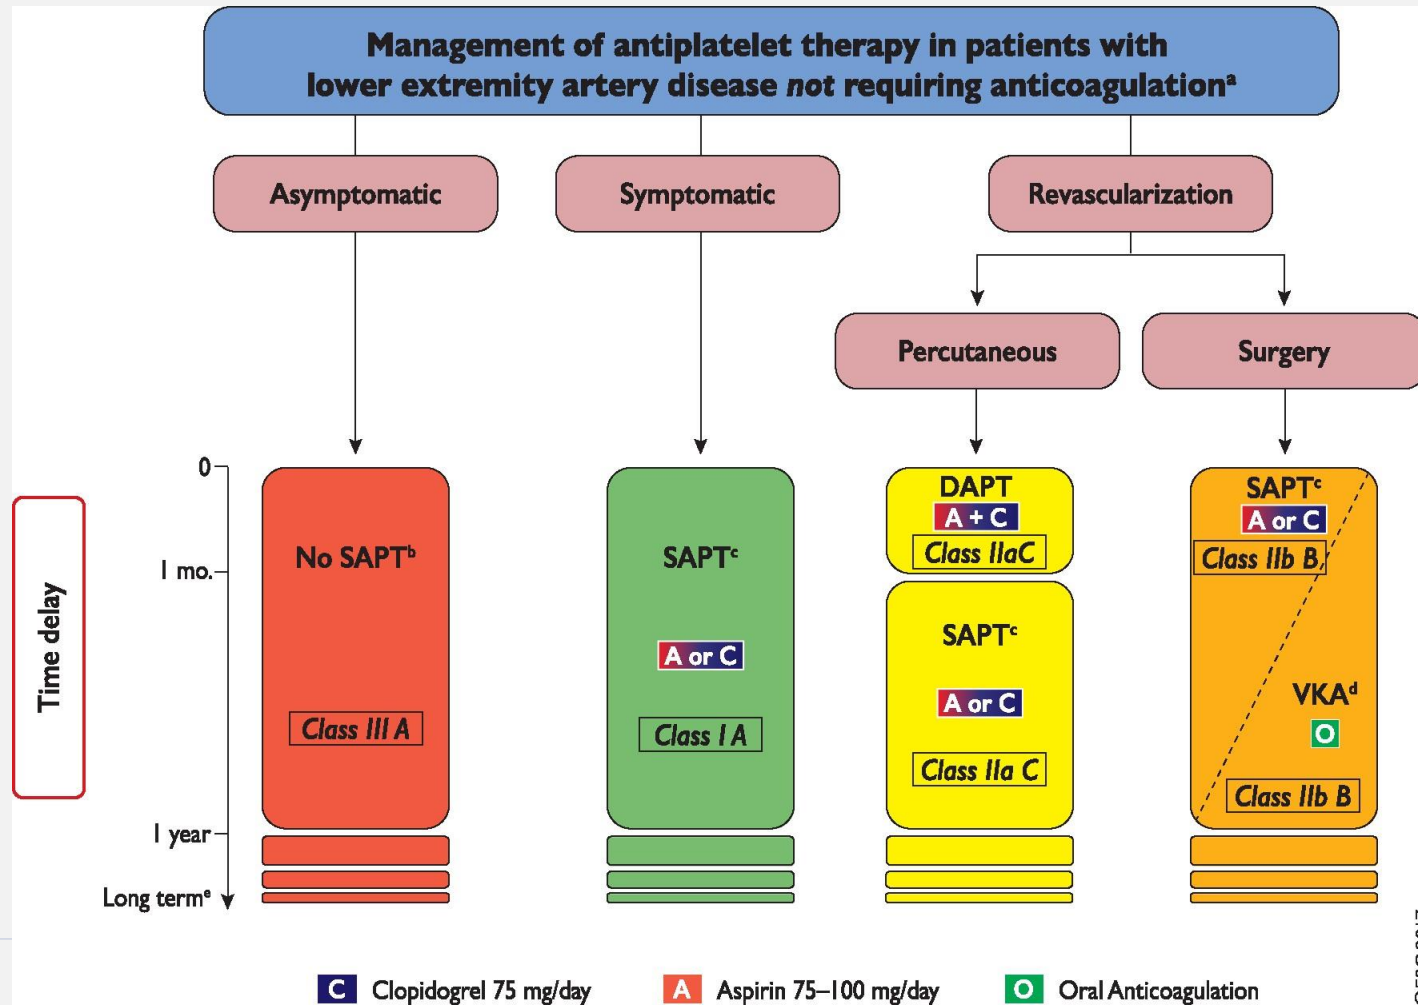 Management of antiplatelet therapy in patients with
lower extremity artery disease not requiring anticoagulationᵃ
Asymptomatic
Symptomatic
Revascularization
Percutaneous
Surgery
Time delay
0
1 mo.
1 year
Long termᵉ
No SAPTᵇ
Class III A
SAPTᶜ
A or C
Class I A
DAPT
A + C
Class IIaC
SAPTᶜ
A or C
Class IIa C
SAPTᶜ
A or C
Class IIb B
VKAᵈ
O
Class IIb B
C Clopidogrel 75 mg/day
A Aspirin 75–100 mg/day
O Oral Anticoagulation